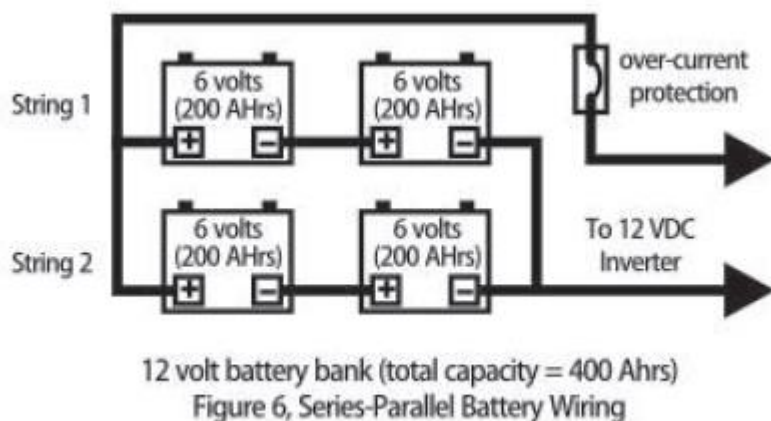 String 1
6 volts
(200 AHrs)
+ −
6 volts
(200 AHrs)
+ −
over-current
protection
String 2
6 volts
(200 AHrs)
+ −
6 volts
(200 AHrs)
+ −
To 12 VDC
Inverter
12 volt battery bank (total capacity = 400 Ahrs)
Figure 6, Series-Parallel Battery Wiring